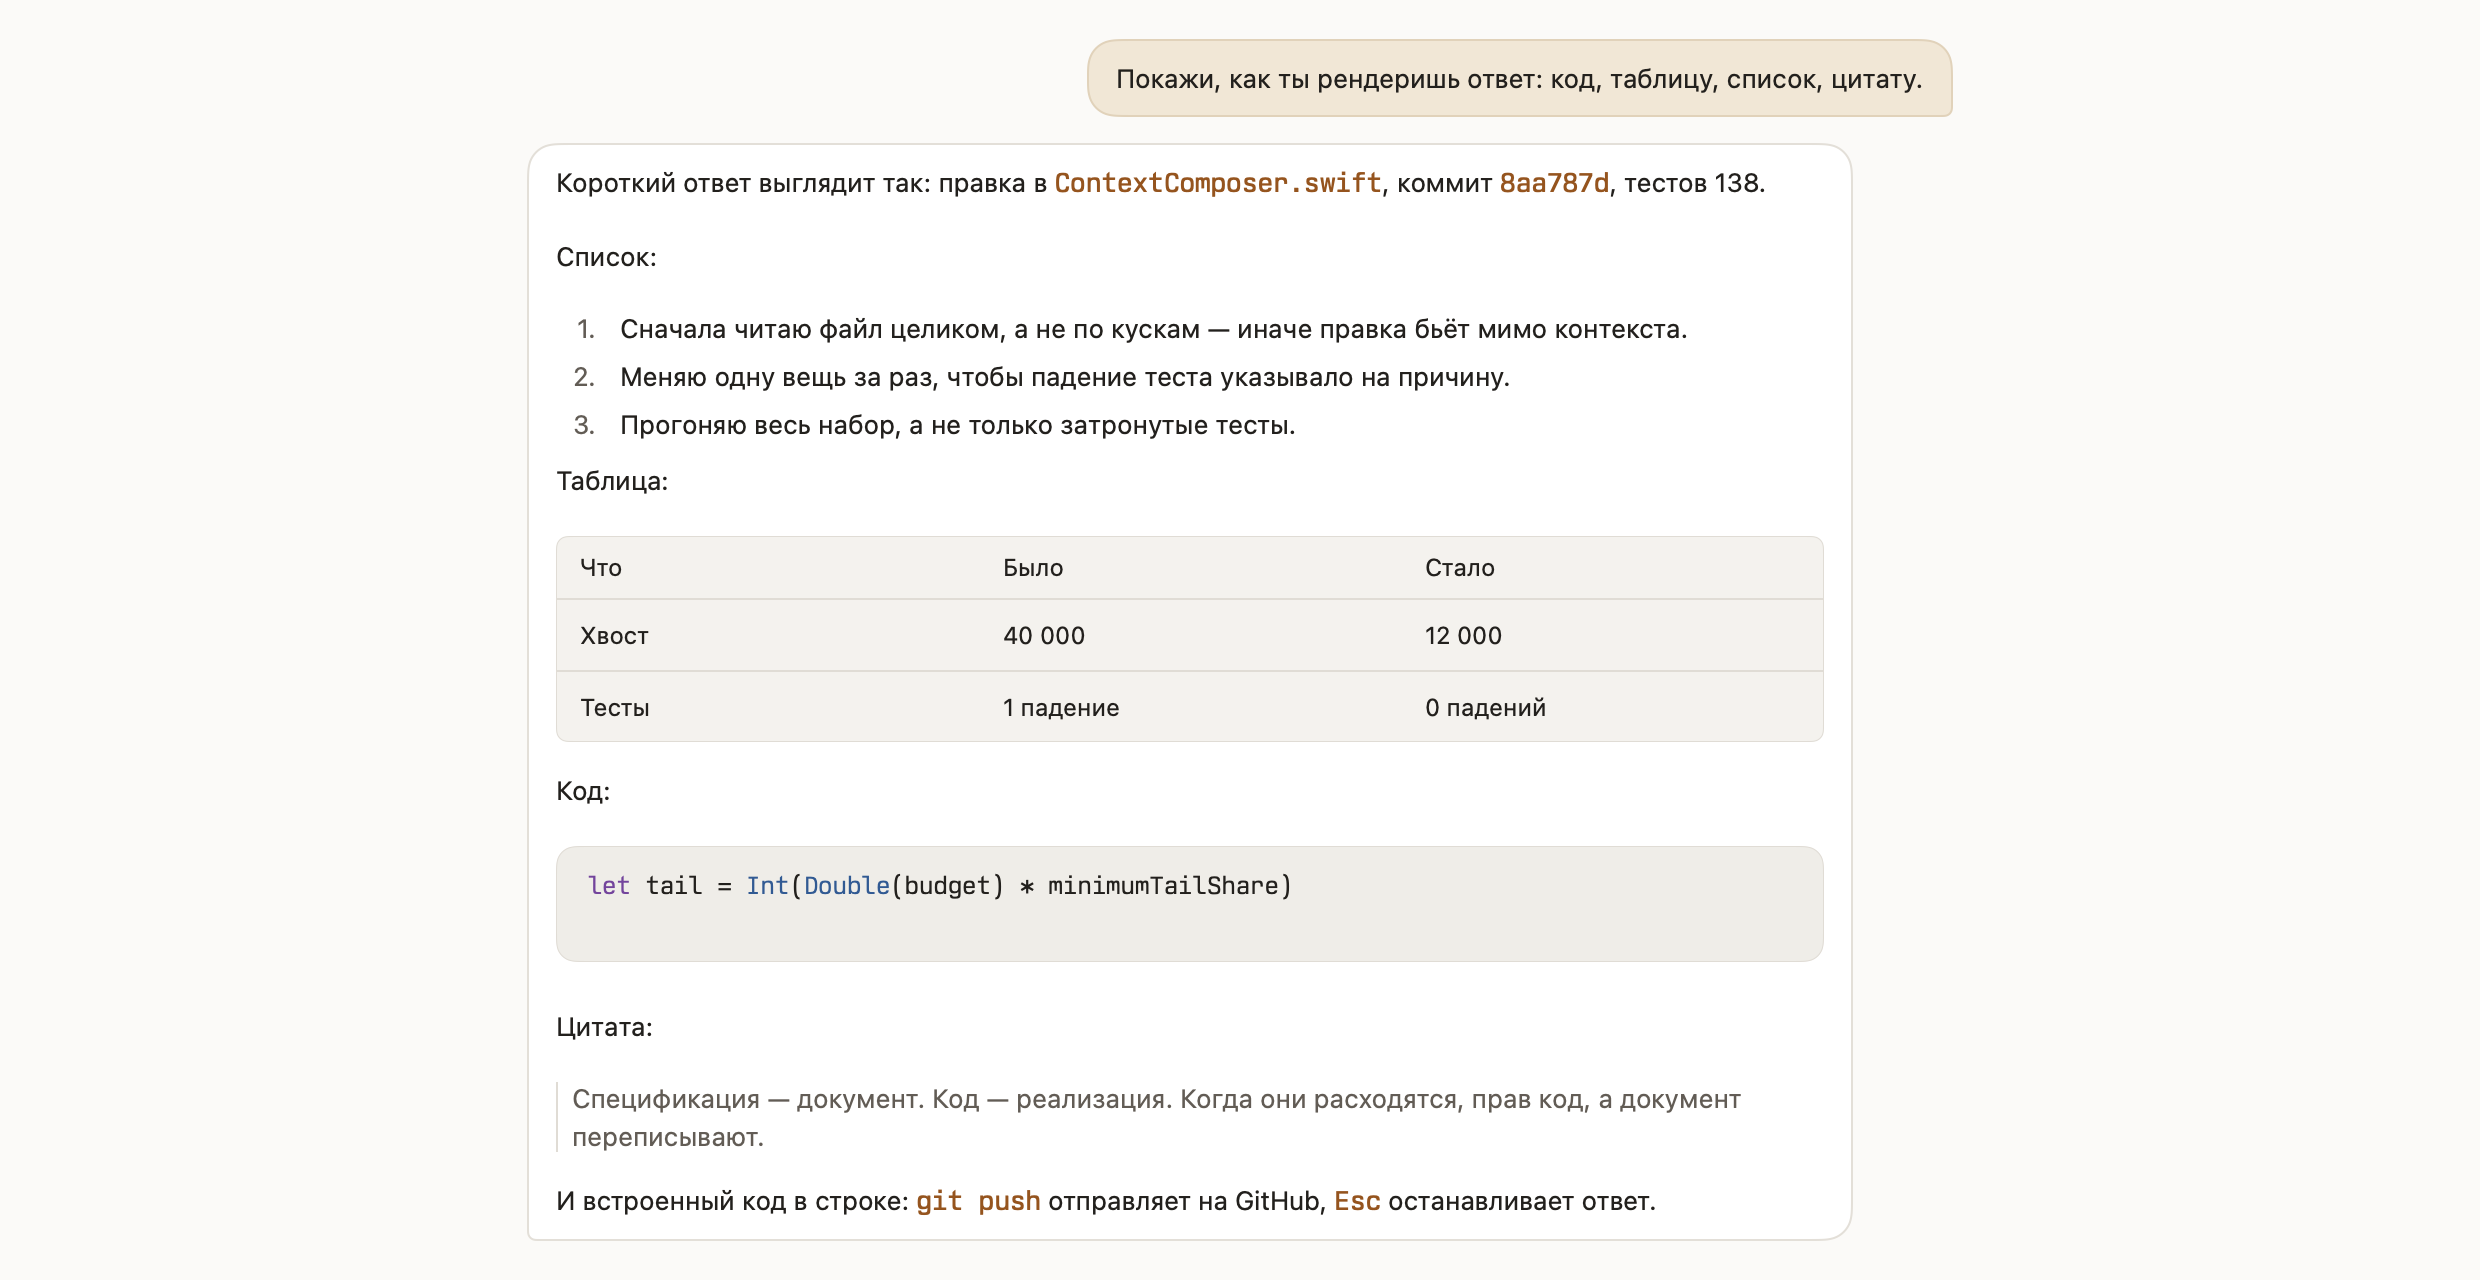 Покажи, как ты рендеришь ответ: код, таблицу, список, цитату.
Короткий ответ выглядит так: правка в ContextComposer.swift, коммит 8aa787d, тестов 138.
Список:
1. Сначала читаю файл целиком, а не по кускам — иначе правка бьёт мимо контекста.
2. Меняю одну вещь за раз, чтобы падение теста указывало на причину.
3. Прогоняю весь набор, а не только затронутые тесты.
Таблица:
Что Было Стало
Хвост 40 000 12 000
Тесты 1 падение 0 падений
Код:
let tail = Int(Double(budget) * minimumTailShare)
Цитата:
Спецификация — документ. Код — реализация. Когда они расходятся, прав код, а документ
переписывают.
И встроенный код в строке: git push отправляет на GitHub, Esc останавливает ответ.